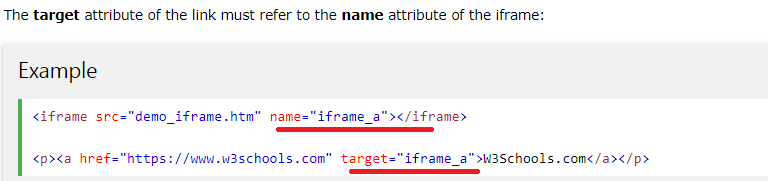 The target attribute of the link must refer to the name attribute of the iframe:
Example
<iframe src="demo_iframe.htm" name="iframe_a"></iframe>
<p><a href="https://www.w3schools.com" target="iframe_a">W3Schools.com</a></p>